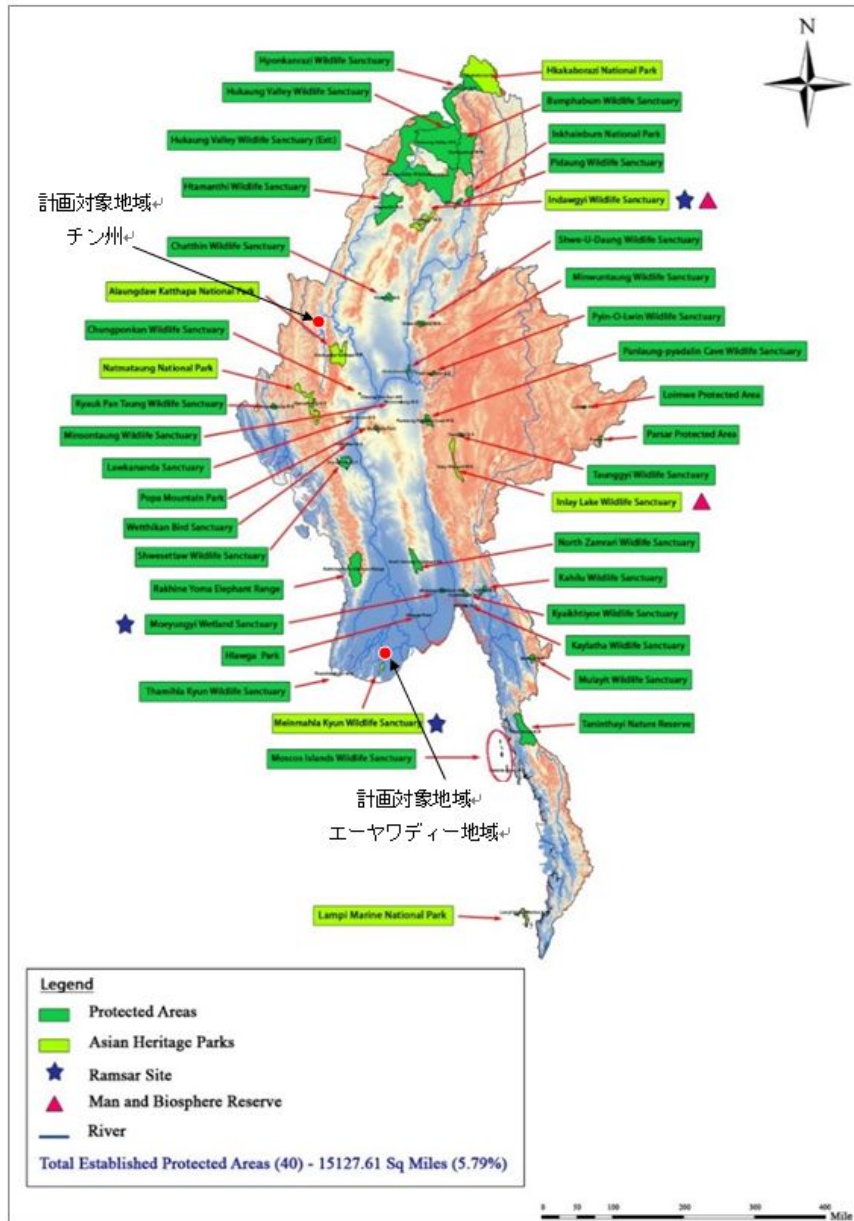 N
Hponkanrazi Wildlife Sanctuary
Hkakaborazi National Park
Hukaung Valley Wildlife Sanctuary
Bumphabum Wildlife Sanctuary
Hukaung Valley Wildlife Sanctuary (Ext.)
Inkhainbum National Park
Pidaung Wildlife Sanctuary
Htamanthi Wildlife Sanctuary
Indawgyi Wildlife Sanctuary
計画対象地域
チン州
Chatthin Wildlife Sanctuary
Shwe-U-Daung Wildlife Sanctuary
Minwuntaung Wildlife Sanctuary
Alaungdaw Katthapa National Park
Pyin-O-Lwin Wildlife Sanctuary
Chungponkan Wildlife Sanctuary
Panlaung-pyadalin Cave Wildlife Sanctuary
Natmataung National Park
Loimwe Protected Area
Kyauk Pan Taung Wildlife Sanctuary
Minsontaung Wildlife Sanctuary
Parsar Protected Area
Lawkananda Sanctuary
Taunggyi Wildlife Sanctuary
Popa Mountain Park
Inlay Lake Wildlife Sanctuary
Wetthikan Bird Sanctuary
Shwesettaw Wildlife Sanctuary
North Zamrari Wildlife Sanctuary
Rakhine Yoma Elephant Range
Kahilu Wildlife Sanctuary
Moeyungyi Wetland Sanctuary
Kyaikhtiyoe Wildlife Sanctuary
Hlawga Park
Kaylatha Wildlife Sanctuary
Thamihla Kyun Wildlife Sanctuary
Mulayit Wildlife Sanctuary
Meinmahla Kyun Wildlife Sanctuary
Taninthayi Nature Reserve
Moscos Islands Wildlife Sanctuary
計画対象地域
エーヤワディー地域
Lampi Marine National Park
Legend
Protected Areas
Asian Heritage Parks
Ramsar Site
Man and Biosphere Reserve
River
Total Established Protected Areas (40) - 15127.61 Sq Miles (5.79%)
0 50 100 200 300 400
Mile